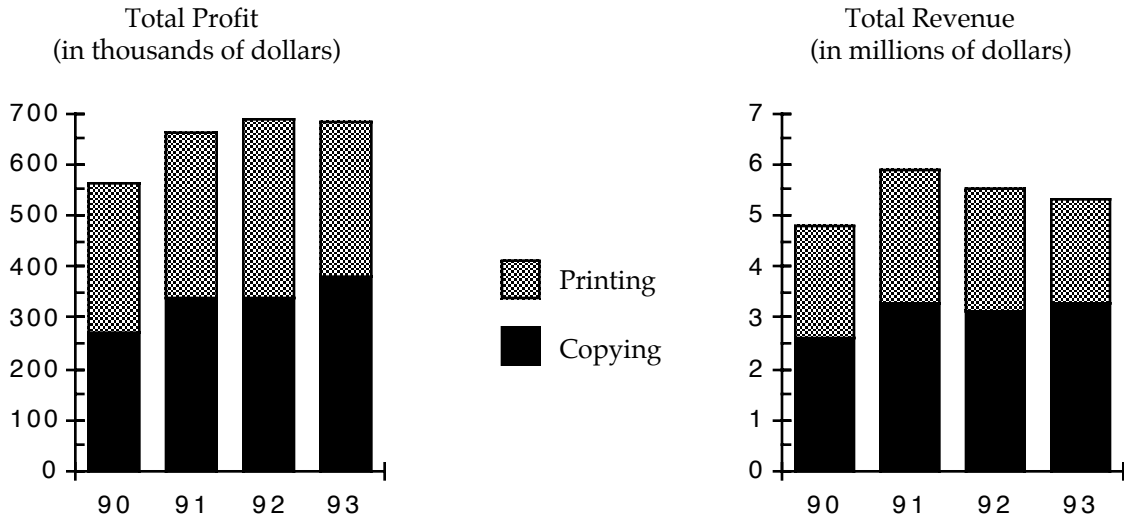 Total Profit
(in thousands of dollars)
700
600
500
400
300
200
100
0
90 91 92 93
Printing
Copying
Total Revenue
(in millions of dollars)
7
6
5
4
3
2
1
0
90 91 92 93